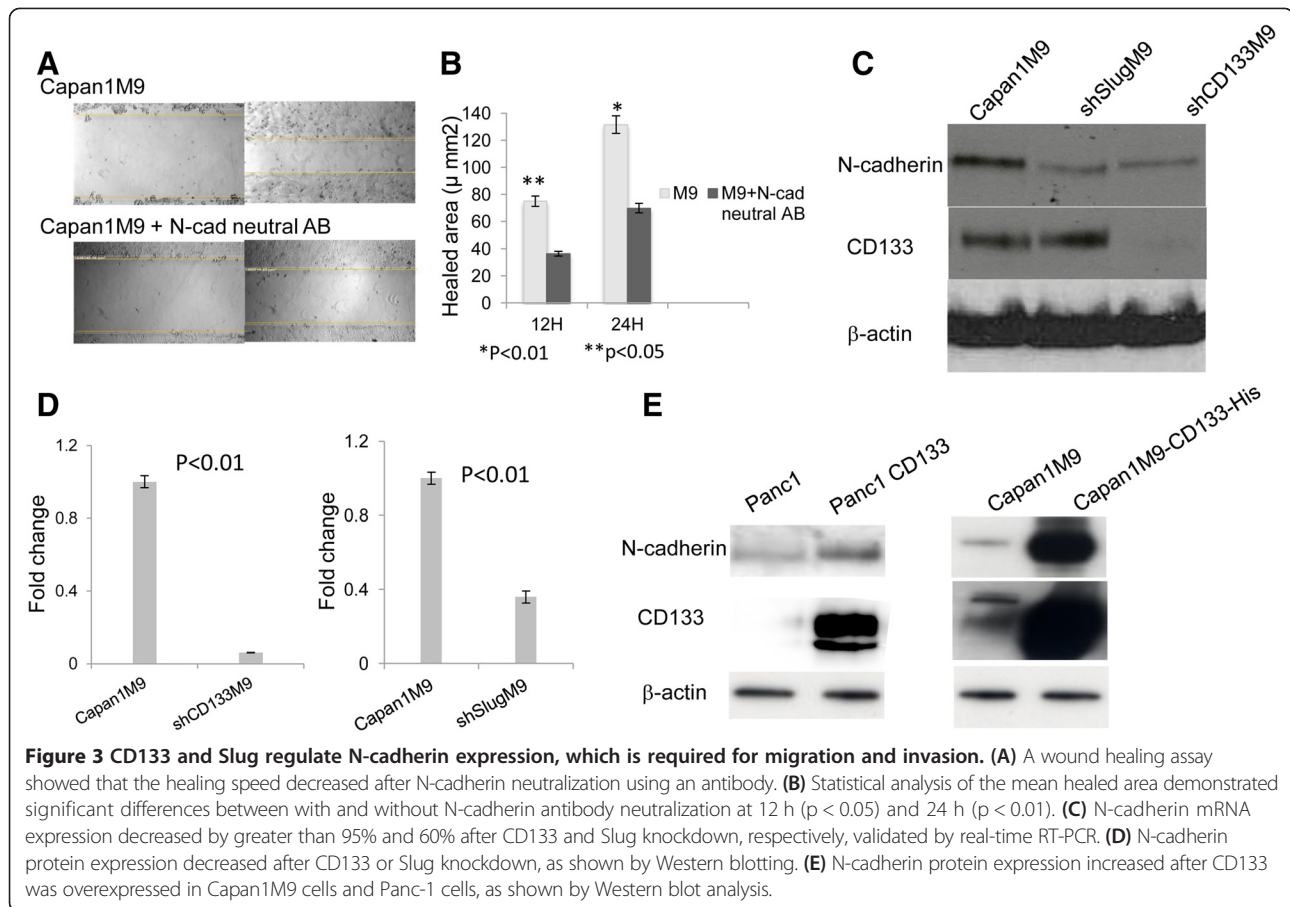 A
Capan1M9
Capan1M9 + N-cad neutral AB
B
Healed area (µ mm2)
140
120
100
80
60
40
20
0
**
*
M9
M9+N-cad
neutral AB
12H
24H
*P<0.01
**p<0.05
C
Capan1M9
shSlugM9
shCD133M9
N-cadherin
CD133
β-actin
D
Fold change
1.2
0.8
0.4
0
P<0.01
Capan1M9
shCD133M9
Fold change
1.2
0.8
0.4
0
P<0.01
Capan1M9
shSlugM9
E
Panc1
Panc1 CD133
Capan1M9
Capan1M9-CD133-His
N-cadherin
CD133
β-actin
Figure 3 CD133 and Slug regulate N-cadherin expression, which is required for migration and invasion. (A) A wound healing assay
showed that the healing speed decreased after N-cadherin neutralization using an antibody. (B) Statistical analysis of the mean healed area demonstrated
significant differences between with and without N-cadherin antibody neutralization at 12 h (p < 0.05) and 24 h (p < 0.01). (C) N-cadherin mRNA
expression decreased by greater than 95% and 60% after CD133 and Slug knockdown, respectively, validated by real-time RT-PCR. (D) N-cadherin
protein expression decreased after CD133 or Slug knockdown, as shown by Western blotting. (E) N-cadherin protein expression increased after CD133
was overexpressed in Capan1M9 cells and Panc-1 cells, as shown by Western blot analysis.